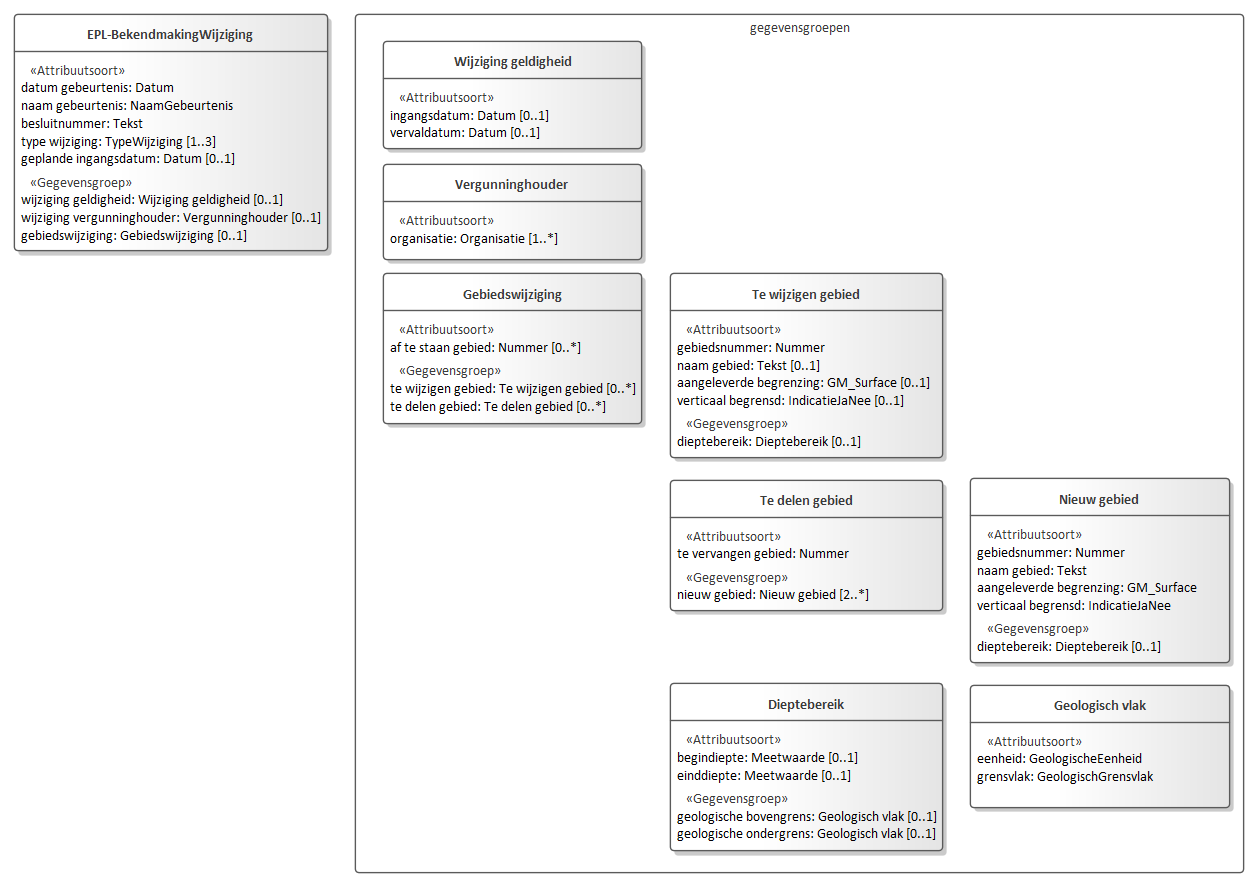 EPL-BekendmakingWijziging
«Attribuutsoort»
datum gebeurtenis: Datum
naam gebeurtenis: NaamGebeurtenis
besluitnummer: Tekst
type wijziging: TypeWijziging [1..3]
geplande ingangsdatum: Datum [0..1]
«Gegevensgroep»
wijziging geldigheid: Wijziging geldigheid [0..1]
wijziging vergunninghouder: Vergunninghouder [0..1]
gebiedswijziging: Gebiedswijziging [0..1]
gegevensgroepen
Wijziging geldigheid
«Attribuutsoort»
ingangsdatum: Datum [0..1]
vervaldatum: Datum [0..1]
Vergunninghouder
«Attribuutsoort»
organisatie: Organisatie [1..*]
Gebiedswijziging
«Attribuutsoort»
af te staan gebied: Nummer [0..*]
«Gegevensgroep»
te wijzigen gebied: Te wijzigen gebied [0..*]
te delen gebied: Te delen gebied [0..*]
Te wijzigen gebied
«Attribuutsoort»
gebiedsnummer: Nummer
naam gebied: Tekst [0..1]
aangeleverde begrenzing: GM_Surface [0..1]
verticaal begrensd: IndicatieJaNee [0..1]
«Gegevensgroep»
dieptebereik: Dieptebereik [0..1]
Te delen gebied
«Attribuutsoort»
te vervangen gebied: Nummer
«Gegevensgroep»
nieuw gebied: Nieuw gebied [2..*]
Nieuw gebied
«Attribuutsoort»
gebiedsnummer: Nummer
naam gebied: Tekst
aangeleverde begrenzing: GM_Surface
verticaal begrensd: IndicatieJaNee
«Gegevensgroep»
dieptebereik: Dieptebereik [0..1]
Dieptebereik
«Attribuutsoort»
begindiepte: Meetwaarde [0..1]
einddiepte: Meetwaarde [0..1]
«Gegevensgroep»
geologische bovengrens: Geologisch vlak [0..1]
geologische ondergrens: Geologisch vlak [0..1]
Geologisch vlak
«Attribuutsoort»
eenheid: GeologischeEenheid
grensvlak: GeologischGrensvlak